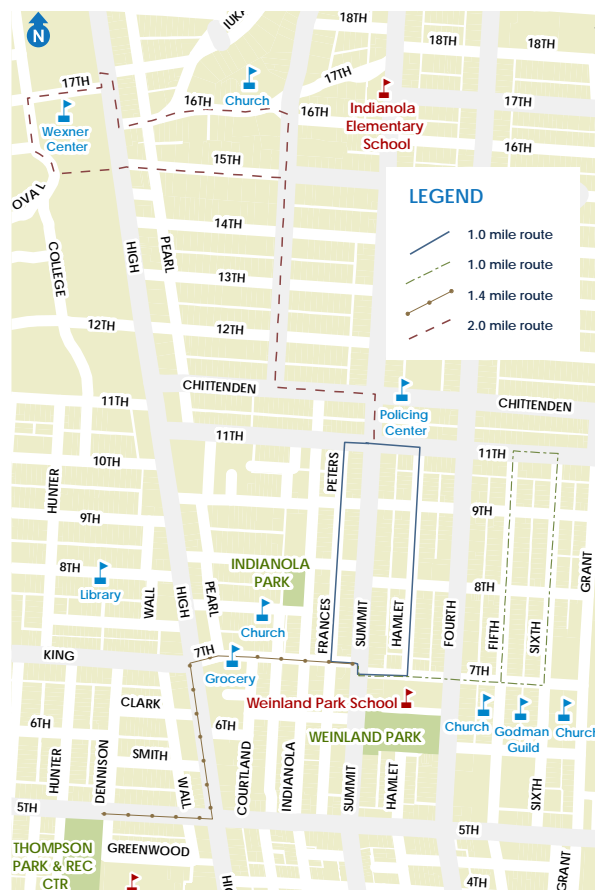 N
IUKA
18TH
18TH
18TH
17TH
17TH
16TH
Church
Wexner
Center
16TH
Indianola
Elementary
School
17TH
16TH
15TH
OVAL
COLLEGE
HIGH
PEARL
14TH
13TH
12TH
12TH
LEGEND
1.0 mile route
1.0 mile route
1.4 mile route
2.0 mile route
CHITTENDEN
CHITTENDEN
Policing
Center
11TH
11TH
11TH
HUNTER
10TH
PETERS
9TH
9TH
8TH
8TH
Library
WALL
HIGH
PEARL
INDIANOLA
PARK
Church
FRANCES
SUMMIT
HAMLET
FOURTH
FIFTH
SIXTH
GRANT
KING
7TH
7TH
Grocery
Weinland Park School
CLARK
6TH
6TH
WEINLAND PARK
Church
Godman
Guild
Church
HUNTER
DENNISON
SMITH
WALL
COURTLAND
INDIANOLA
SUMMIT
HAMLET
SIXTH
GRANT
5TH
5TH
GREENWOOD
THOMPSON
PARK & REC
CTR
4TH